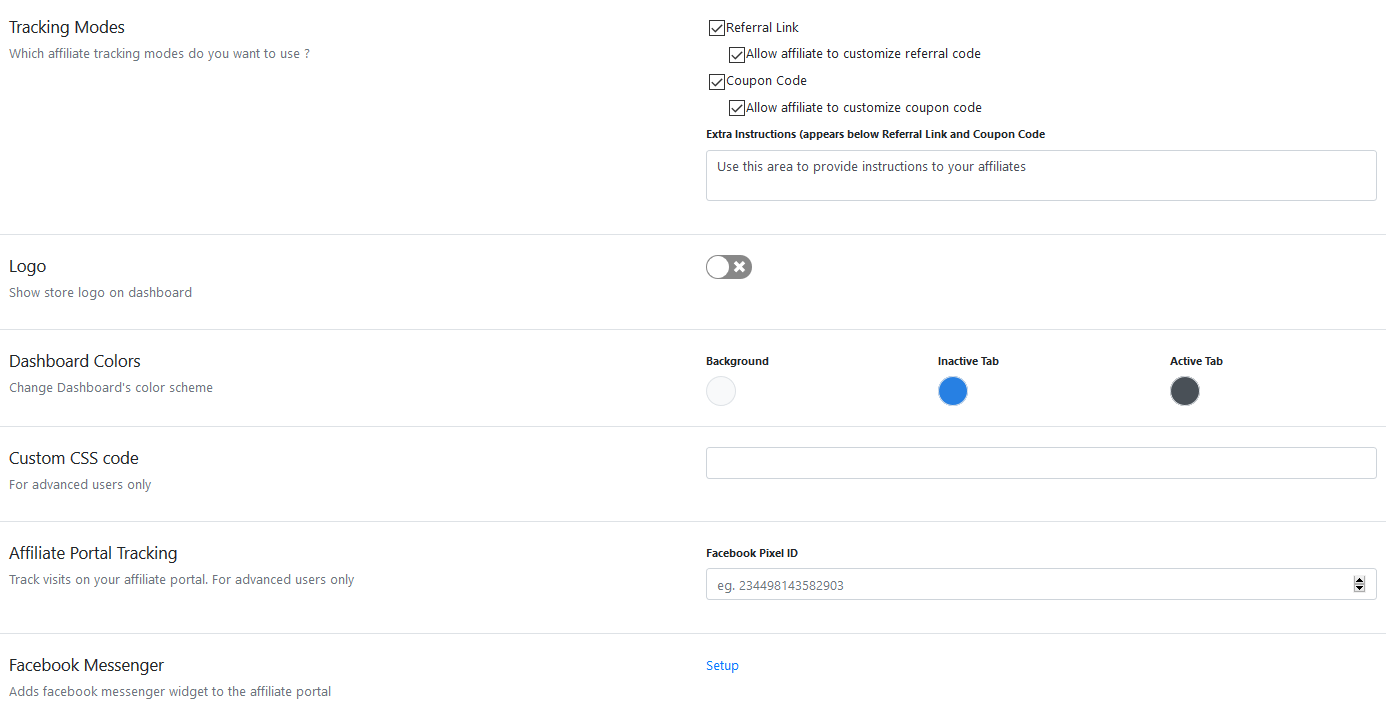 Tracking Modes
Which affiliate tracking modes do you want to use ?
Referral Link
Allow affiliate to customize referral code
Coupon Code
Allow affiliate to customize coupon code
Extra Instructions (appears below Referral Link and Coupon Code
Use this area to provide instructions to your affiliates
Logo
Show store logo on dashboard
Dashboard Colors
Change Dashboard's color scheme
Background
Inactive Tab
Active Tab
Custom CSS code
For advanced users only
Affiliate Portal Tracking
Track visits on your affiliate portal. For advanced users only
Facebook Pixel ID
eg. 234498143582903
Facebook Messenger
Adds facebook messenger widget to the affiliate portal
Setup